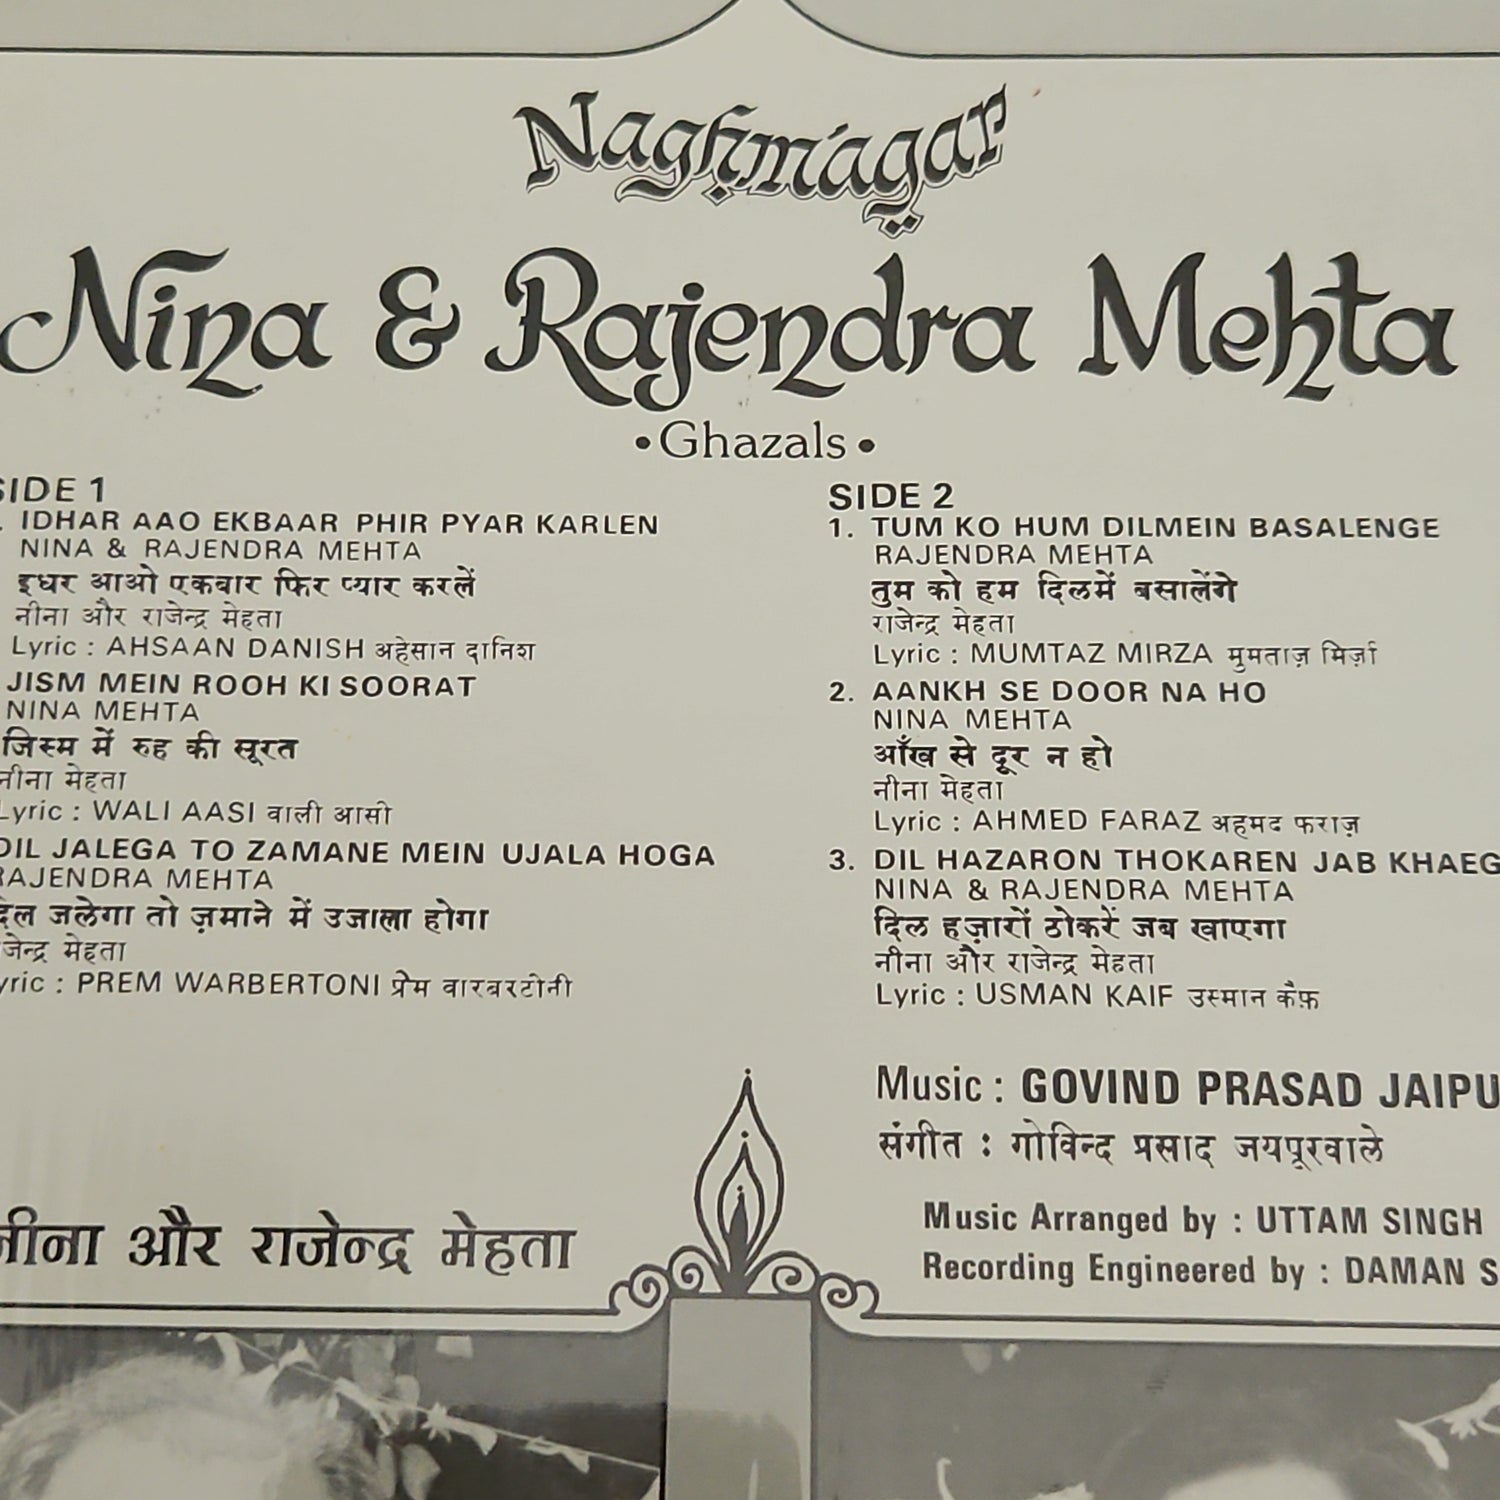 Naghmagar
Nina & Rajendra Mehta
• Ghazals •
SIDE 1
IDHAR AAO EKBAAR PHIR PYAR KARLEN
NINA & RAJENDRA MEHTA
इधर आओ एकबार फिर प्यार करलें
नीना और राजेन्द्र मेहता
Lyric : AHSAAN DANISH अहेसान दानिश
JISM MEIN ROOH KI SOORAT
NINA MEHTA
जिस्म में रुह की सूरत
नीना मेहता
Lyric : WALI AASI वाली आसी
DIL JALEGA TO ZAMANE MEIN UJALA HOGA
RAJENDRA MEHTA
दिल जलेगा तो ज़माने में उजाला होगा
जेन्द्र मेहता
Lyric : PREM WARBERTONI प्रेम वारबरटोनी
SIDE 2
1. TUM KO HUM DILMEIN BASALENGE
RAJENDRA MEHTA
तुम को हम दिलमें बसालेंगे
राजेन्द्र मेहता
Lyric : MUMTAZ MIRZA मुमताज़ मिर्ज़ा
2. AANKH SE DOOR NA HO
NINA MEHTA
आँख से दूर न हो
नीना मेहता
Lyric : AHMED FARAZ अहमद फराज़
3. DIL HAZARON THOKAREN JAB KHAEG
NINA & RAJENDRA MEHTA
दिल हज़ारों ठोकरें जब खाएगा
नीना और राजेन्द्र मेहता
Lyric : USMAN KAIF उस्मान कैफ़
Music : GOVIND PRASAD JAIPU
संगीत : गोविन्द प्रसाद जयपूरवाले
Music Arranged by : UTTAM SINGH
Recording Engineered by : DAMAN S
नीना और राजेन्द्र मेहता